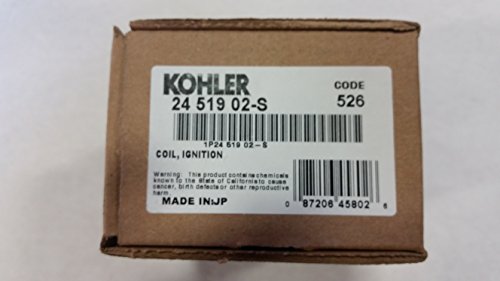 KOHLER
CODE
24 519 02-S
526
1P24 519 02-S
COIL, IGNITION
Warning: This product contains chemicals
known to the State of California to cause
cancer, birth defects or other reproductive
harm.
MADE IN:JP
0 87206 45802 6